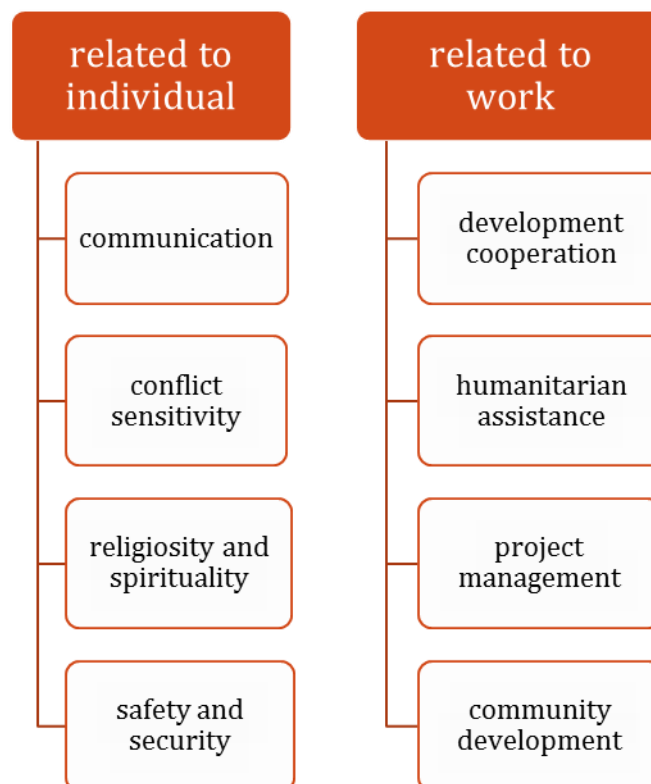 related to
individual
communication
conflict
sensitivity
religiosity and
spirituality
safety and
security
related to
work
development
cooperation
humanitarian
assistance
project
management
community
development